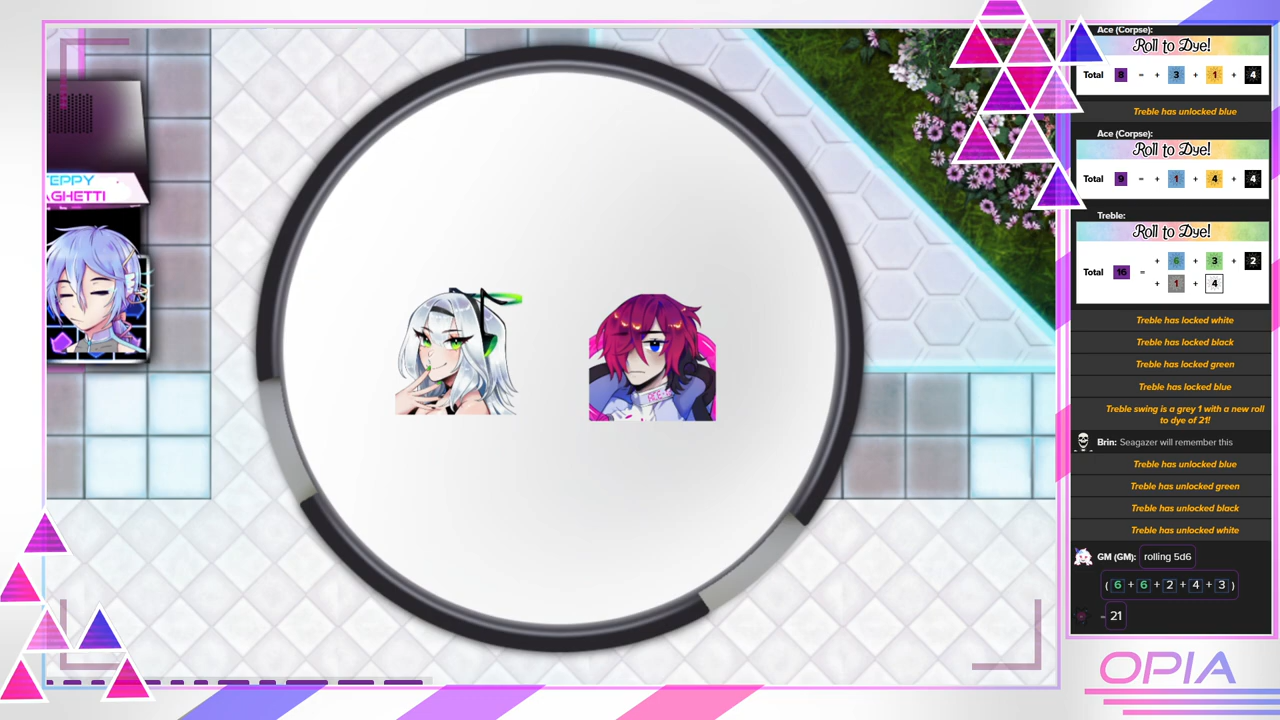 TEPPY
AGHETTI
Ace (Corpse):
Roll to Dye!
Total 8 = + 3 + 1 + 4
Treble has unlocked blue
Ace (Corpse):
Roll to Dye!
Total 9 = + 1 + 4 + 4
Treble:
Roll to Dye!
+ 6 + 3 + 2
Total 16 =
+ 1 + 4
Treble has locked white
Treble has locked black
Treble has locked green
Treble has locked blue
Treble swing is a grey 1 with a new roll
to dye of 21!
Brin: Seagazer will remember this
Treble has unlocked blue
Treble has unlocked green
Treble has unlocked black
Treble has unlocked white
GM (GM): rolling 5d6
( 6 + 6 + 2 + 4 + 3 )
= 21
OPIA